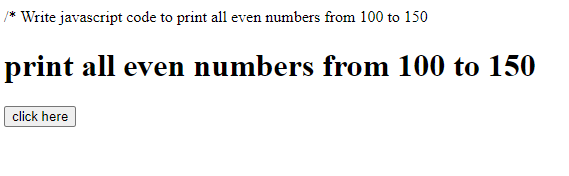 /* Write javascript code to print all even numbers from 100 to 150
print all even numbers from 100 to 150
click here